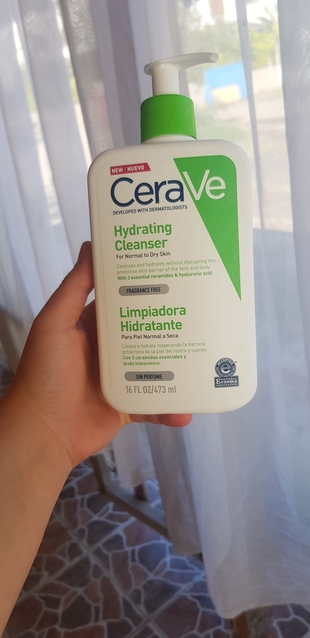 NEW / NUEVO
CeraVe
DEVELOPED WITH DERMATOLOGISTS
Hydrating
Cleanser
For Normal to Dry Skin
Cleanses and hydrates without disrupting the
protective skin barrier of the face and body
With 3 essential ceramides & hyaluronic acid
FRAGRANCE FREE
Limpiadora
Hidratante
Para Piel Normal a Seca
Limpia e hidrata respetando la barrera
protectora de la piel del rostro y cuerpo
Con 3 ceramidas esenciales y
ácido hialurónico
SIN PERFUME
16 FL OZ/473 ml
Eczema